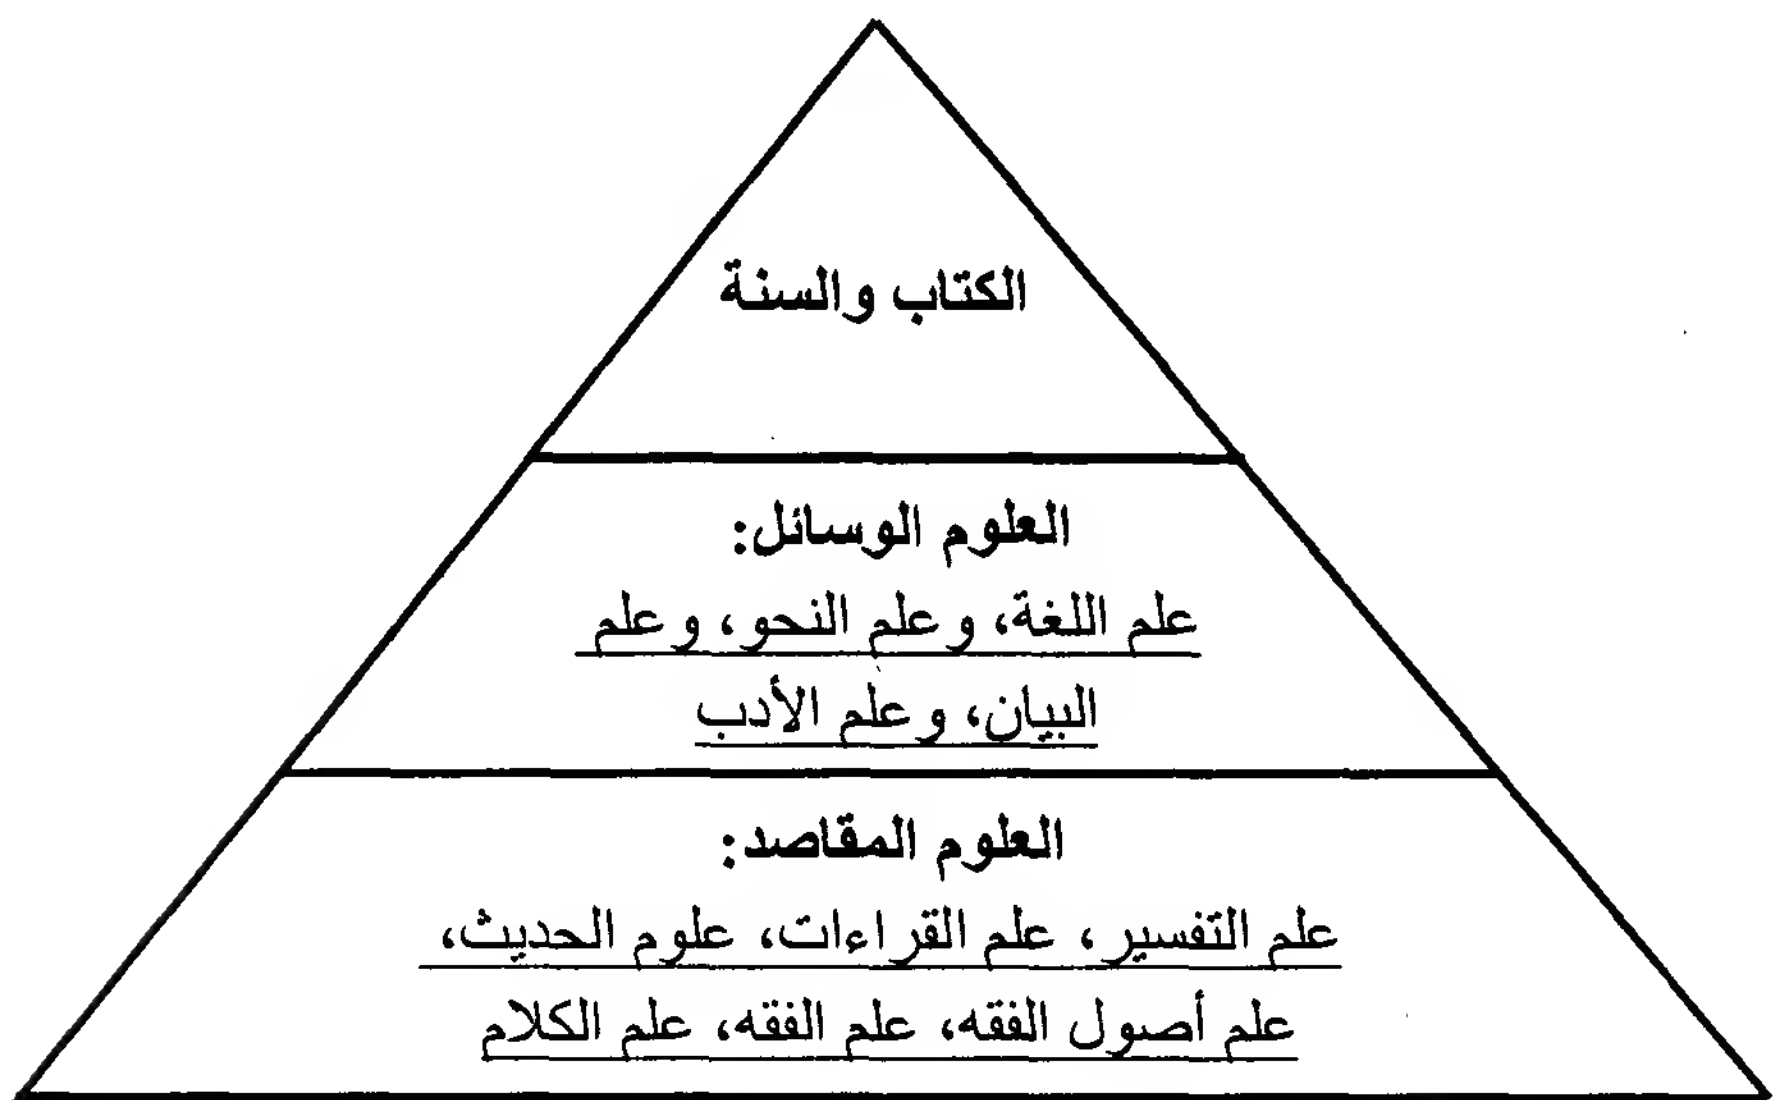 الكتاب والسنة
العلوم الوسائل:
علم اللغة، وعلم النحو، وعلم
البيان، وعلم الأدب
العلوم المقاصد:
علم التفسير، علم القراءات، علوم الحديث،
علم أصول الفقه، علم الفقه، علم الكلام